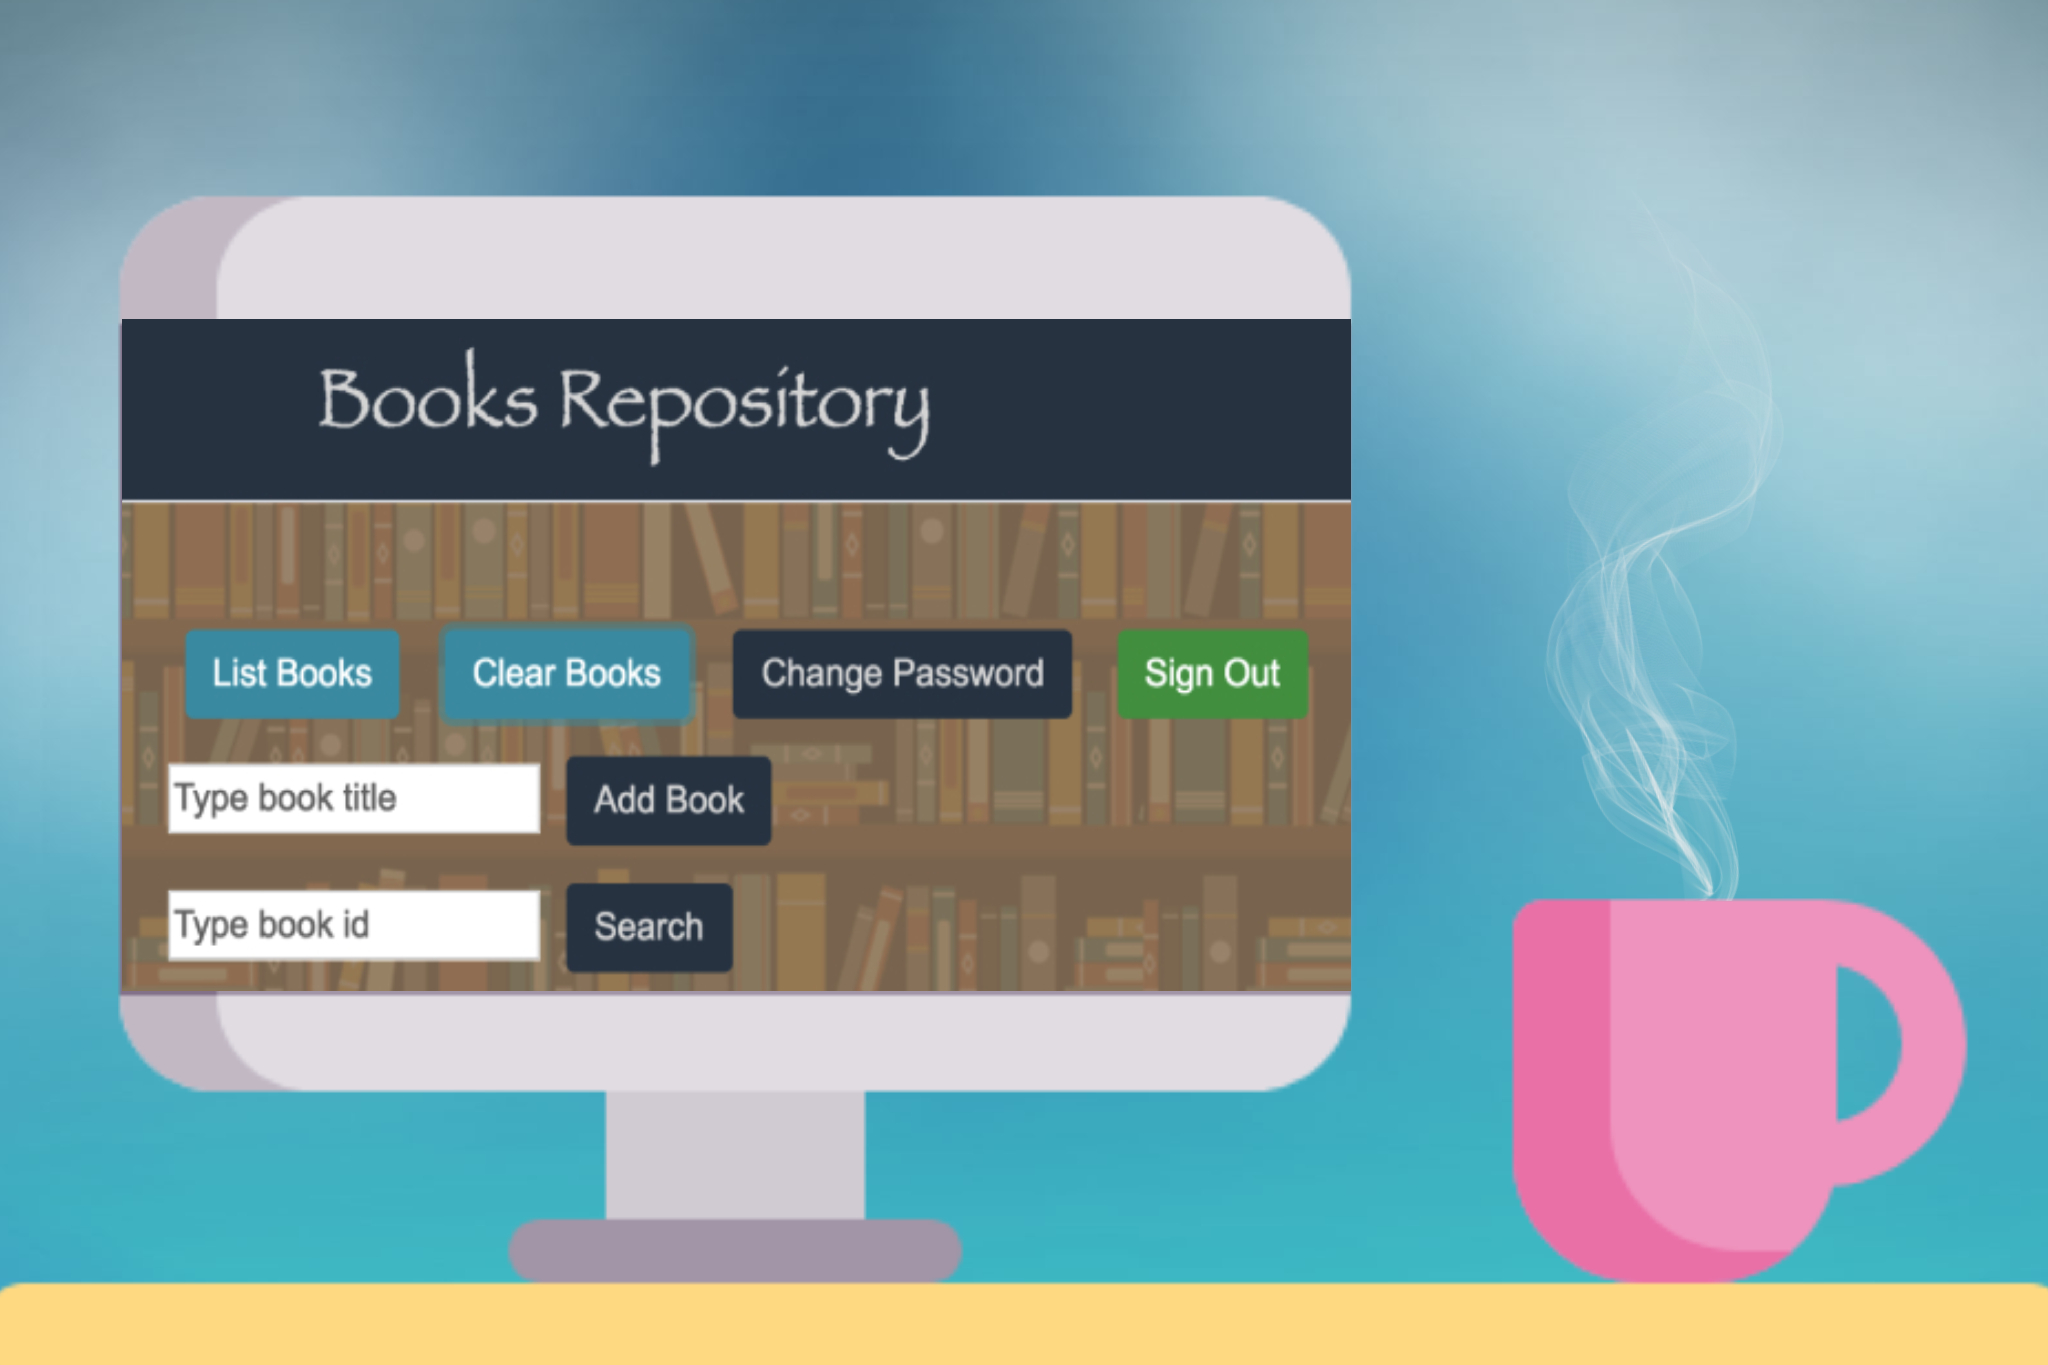 Books Repository
List Books Clear Books Change Password Sign Out
Type book title Add Book
Type book id Search